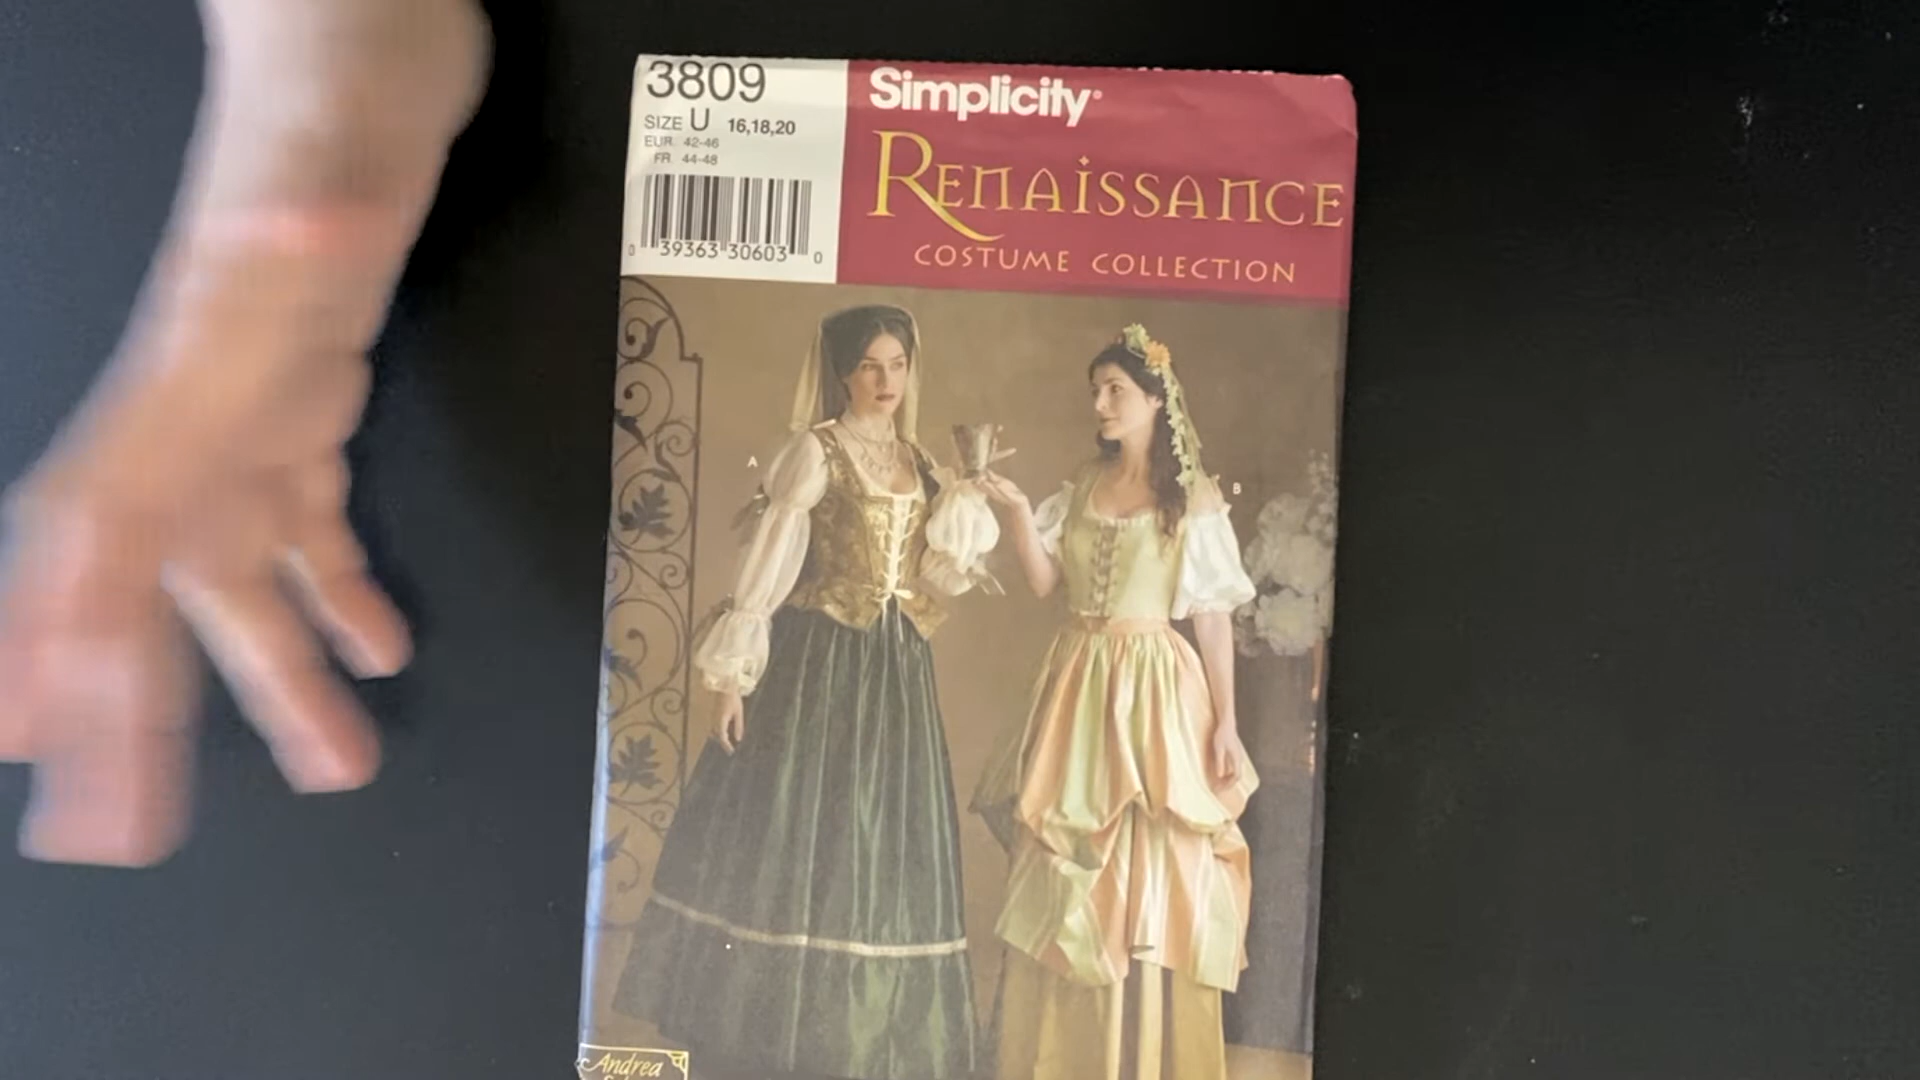 3809
SIZE U 16,18,20
EUR. 42-46
FR. 44-48
0 39363 30603 0
Simplicity
RENAISSANCE
COSTUME COLLECTION
A
B
Andrea